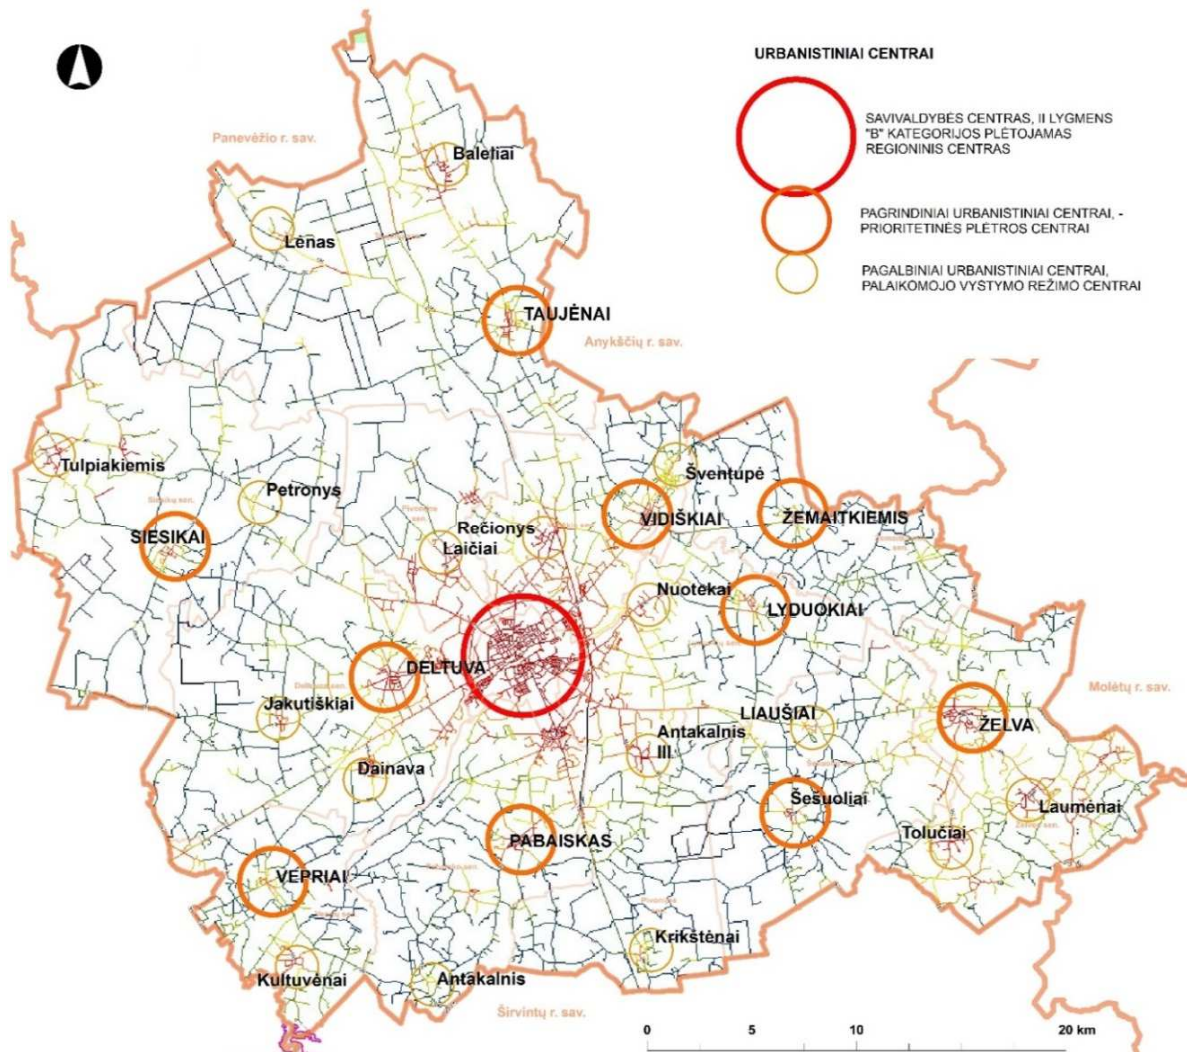 URBANISTINIAI CENTRAI
SAVIVALDYBĖS CENTRAS, II LYGMENS
"B" KATEGORIJOS PLĖTOJAMAS
REGIONINIS CENTRAS
PAGRINDINIAI URBANISTINIAI CENTRAI, -
PRIORITETINĖS PLĖTROS CENTRAI
PAGALBINIAI URBANISTINIAI CENTRAI,
PALAIKOMOJO VYSTYMO REŽIMO CENTRAI
Panevėžio r. sav.
Baleliai
Lėnas
TAUJĖNAI
Anykščių r. sav.
Tulpiakiemis
Šventupė
Petronys
SIESIKAI
VIDIŠKIAI
ŽEMAITKIEMIS
Rečionys
Laičiai
Nuotekai
LYDUOKIAI
DELTUVA
Molėtų r. sav.
Jakutiškiai
LIAUŠIAI
ŽELVA
Antakalnis
III
Dainava
Šešuoliai
Laumėnai
PABAISKAS
Tolučiai
VEPRIAI
Krikštėnai
Kultuvėnai
Antakalnis
Širvintų r. sav.
0 5 10 20 km